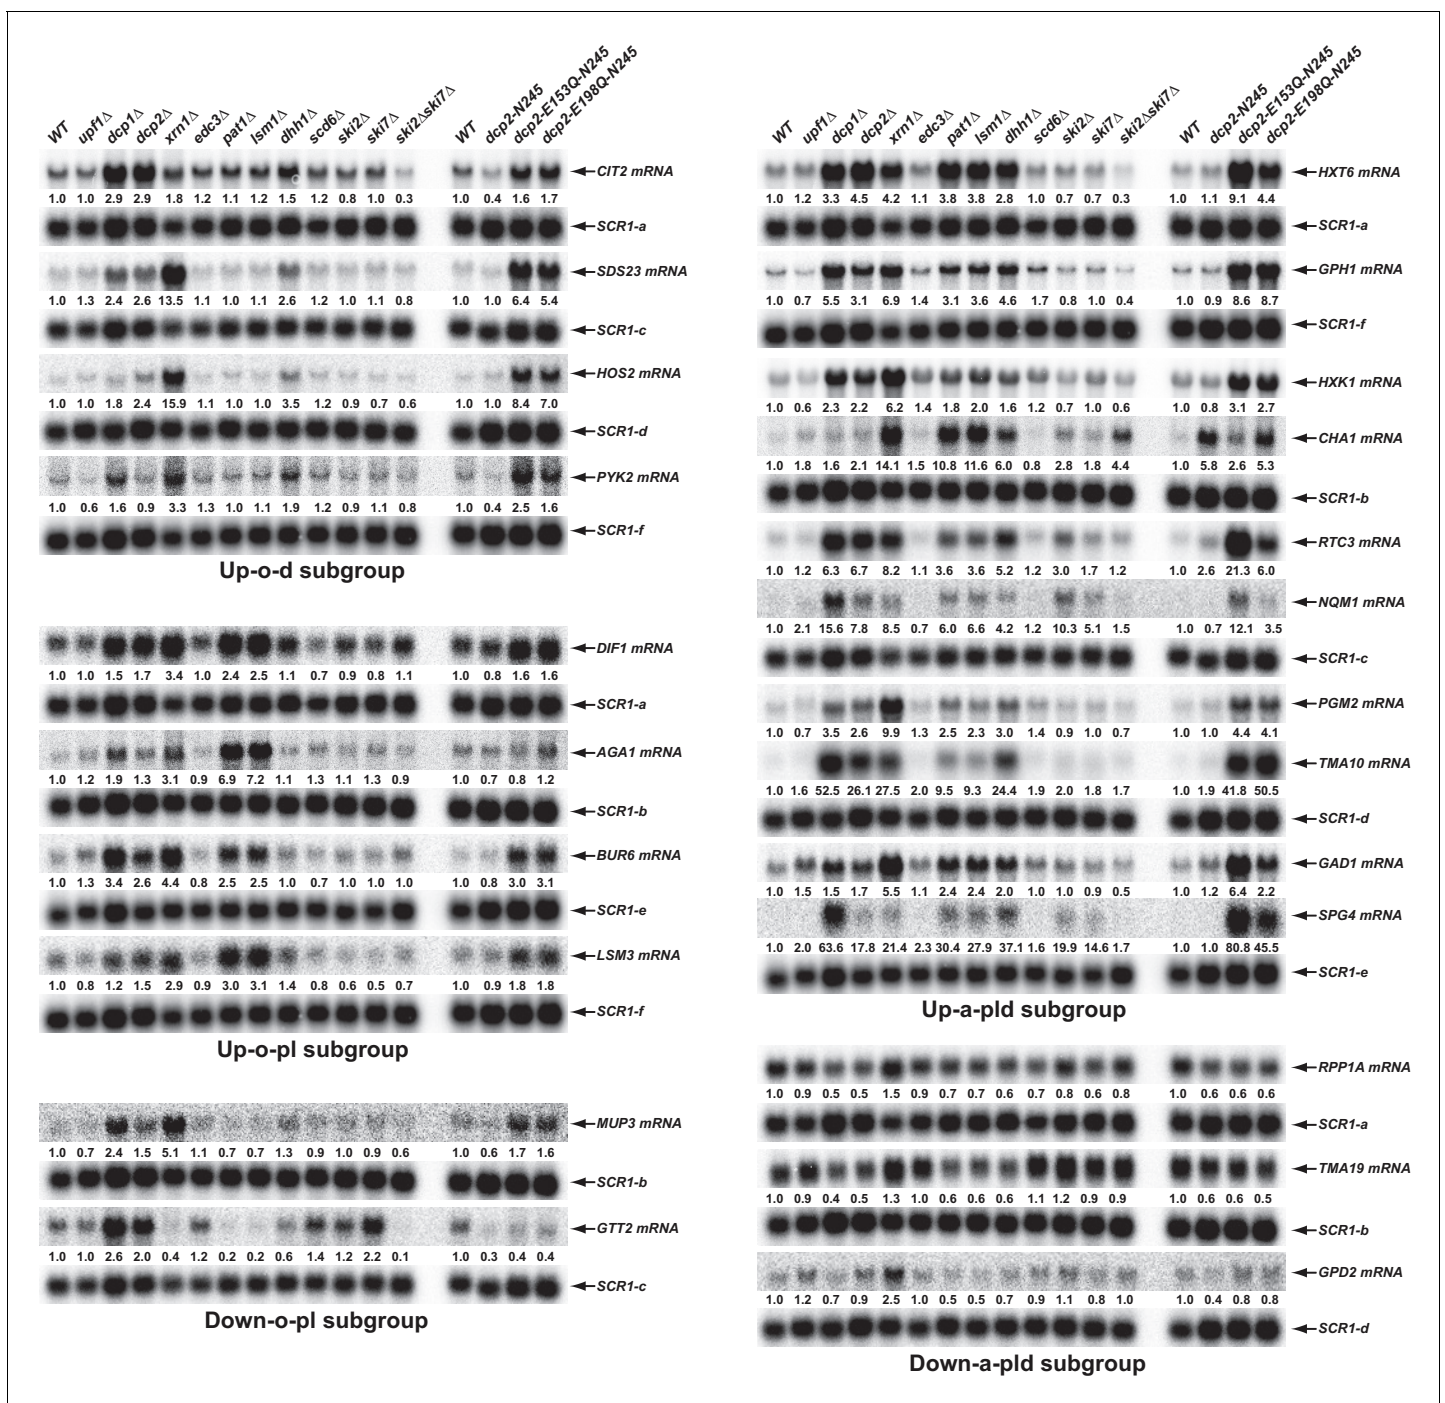 WT upf1Δ dcp1Δ dcp2Δ xrn1Δ edc3Δ pat1Δ lsm1Δ dhh1Δ scd6Δ ski2Δ ski7Δ ski2Δski7Δ WT dcp2-N245 dcp2-E153Q-N245 dcp2-E198Q-N245
CIT2 mRNA
1.0 1.0 2.9 2.9 1.8 1.2 1.1 1.2 1.5 1.2 0.8 1.0 0.3 1.0 0.4 1.6 1.7
SCR1-a
SDS23 mRNA
1.0 1.3 2.4 2.6 13.5 1.1 1.0 1.1 2.6 1.2 1.0 1.1 0.8 1.0 1.0 6.4 5.4
SCR1-c
HOS2 mRNA
1.0 1.0 1.8 2.4 15.9 1.1 1.0 1.0 3.5 1.2 0.9 0.7 0.6 1.0 1.0 8.4 7.0
SCR1-d
PYK2 mRNA
1.0 0.6 1.6 0.9 3.3 1.3 1.0 1.1 1.9 1.2 0.9 1.1 0.8 1.0 0.4 2.5 1.6
SCR1-f
Up-o-d subgroup
DIF1 mRNA
1.0 1.0 1.5 1.7 3.4 1.0 2.4 2.5 1.1 0.7 0.9 0.8 1.1 1.0 0.8 1.6 1.6
SCR1-a
AGA1 mRNA
1.0 1.2 1.9 1.3 3.1 0.9 6.9 7.2 1.1 1.3 1.1 1.3 0.9 1.0 0.7 0.8 1.2
SCR1-b
BUR6 mRNA
1.0 1.3 3.4 2.6 4.4 0.8 2.5 2.5 1.0 0.7 1.0 1.0 1.0 1.0 0.8 3.0 3.1
SCR1-e
LSM3 mRNA
1.0 0.8 1.2 1.5 2.9 0.9 3.0 3.1 1.4 0.8 0.6 0.5 0.7 1.0 0.9 1.8 1.8
SCR1-f
Up-o-pl subgroup
MUP3 mRNA
1.0 0.7 2.4 1.5 5.1 1.1 0.7 0.7 1.3 0.9 1.0 0.9 0.6 1.0 0.6 1.7 1.6
SCR1-b
GTT2 mRNA
1.0 1.0 2.6 2.0 0.4 1.2 0.2 0.2 0.6 1.4 1.2 2.2 0.1 1.0 0.3 0.4 0.4
SCR1-c
Down-o-pl subgroup
WT upf1Δ dcp1Δ dcp2Δ xrn1Δ edc3Δ pat1Δ lsm1Δ dhh1Δ scd6Δ ski2Δ ski7Δ ski2Δski7Δ WT dcp2-N245 dcp2-E153Q-N245 dcp2-E198Q-N245
HXT6 mRNA
1.0 1.2 3.3 4.5 4.2 1.1 3.8 3.8 2.8 1.0 0.7 0.7 0.3 1.0 1.1 9.1 4.4
SCR1-a
GPH1 mRNA
1.0 0.7 5.5 3.1 6.9 1.4 3.1 3.6 4.6 1.7 0.8 1.0 0.4 1.0 0.9 8.6 8.7
SCR1-f
HXK1 mRNA
1.0 0.6 2.3 2.2 6.2 1.4 1.8 2.0 1.6 1.2 0.7 1.0 0.6 1.0 0.8 3.1 2.7
CHA1 mRNA
1.0 1.8 1.6 2.1 14.1 1.5 10.8 11.6 6.0 0.8 2.8 1.8 4.4 1.0 5.8 2.6 5.3
SCR1-b
RTC3 mRNA
1.0 1.2 6.3 6.7 8.2 1.1 3.6 3.6 5.2 1.2 3.0 1.7 1.2 1.0 2.6 21.3 6.0
NQM1 mRNA
1.0 2.1 15.6 7.8 8.5 0.7 6.0 6.6 4.2 1.2 10.3 5.1 1.5 1.0 0.7 12.1 3.5
SCR1-c
PGM2 mRNA
1.0 0.7 3.5 2.6 9.9 1.3 2.5 2.3 3.0 1.4 0.9 1.0 0.7 1.0 1.0 4.4 4.1
TMA10 mRNA
1.0 1.6 52.5 26.1 27.5 2.0 9.5 9.3 24.4 1.9 2.0 1.8 1.7 1.0 1.9 41.8 50.5
SCR1-d
GAD1 mRNA
1.0 1.5 1.5 1.7 5.5 1.1 2.4 2.4 2.0 1.0 1.0 0.9 0.5 1.0 1.2 6.4 2.2
SPG4 mRNA
1.0 2.0 63.6 17.8 21.4 2.3 30.4 27.9 37.1 1.6 19.9 14.6 1.7 1.0 1.0 80.8 45.5
SCR1-e
Up-a-pld subgroup
RPP1A mRNA
1.0 0.9 0.5 0.5 1.5 0.9 0.7 0.7 0.6 0.7 0.8 0.6 0.8 1.0 0.6 0.6 0.6
SCR1-a
TMA19 mRNA
1.0 0.9 0.4 0.5 1.3 1.0 0.6 0.6 0.6 1.1 1.2 0.9 0.9 1.0 0.6 0.6 0.5
SCR1-b
GPD2 mRNA
1.0 1.2 0.7 0.9 2.5 1.0 0.5 0.5 0.7 0.9 1.1 0.8 1.0 1.0 0.4 0.8 0.8
SCR1-d
Down-a-pld subgroup